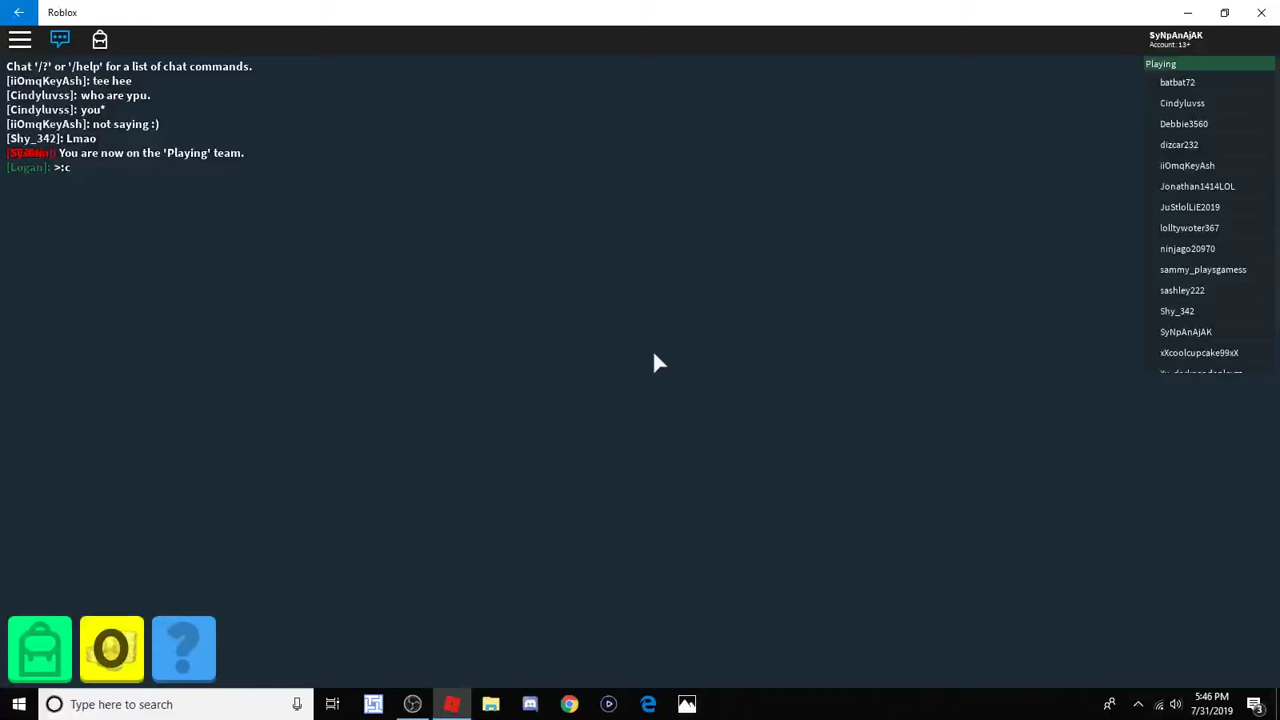 Roblox
SyNpAnAjAK
Account: 13+
Chat '/?' or '/help' for a list of chat commands.
[iiOmqKeyAsh]: tee hee
[Cindyluvss]: who are ypu.
[Cindyluvss]: you*
[iiOmqKeyAsh]: not saying :)
[Shy_342]: Lmao
You are now on the 'Playing' team.
[Logan]: >:c
Playing
batbat72
Cindyluvss
Debbie3560
dizcar232
iiOmqKeyAsh
Jonathan1414LOL
JuStlolLiE2019
lolltywoter367
ninjago20970
sammy_playsgamess
sashley222
Shy_342
SyNpAnAjAK
xXcoolcupcake99xX
0
?
Type here to search
5:46 PM
7/31/2019
3